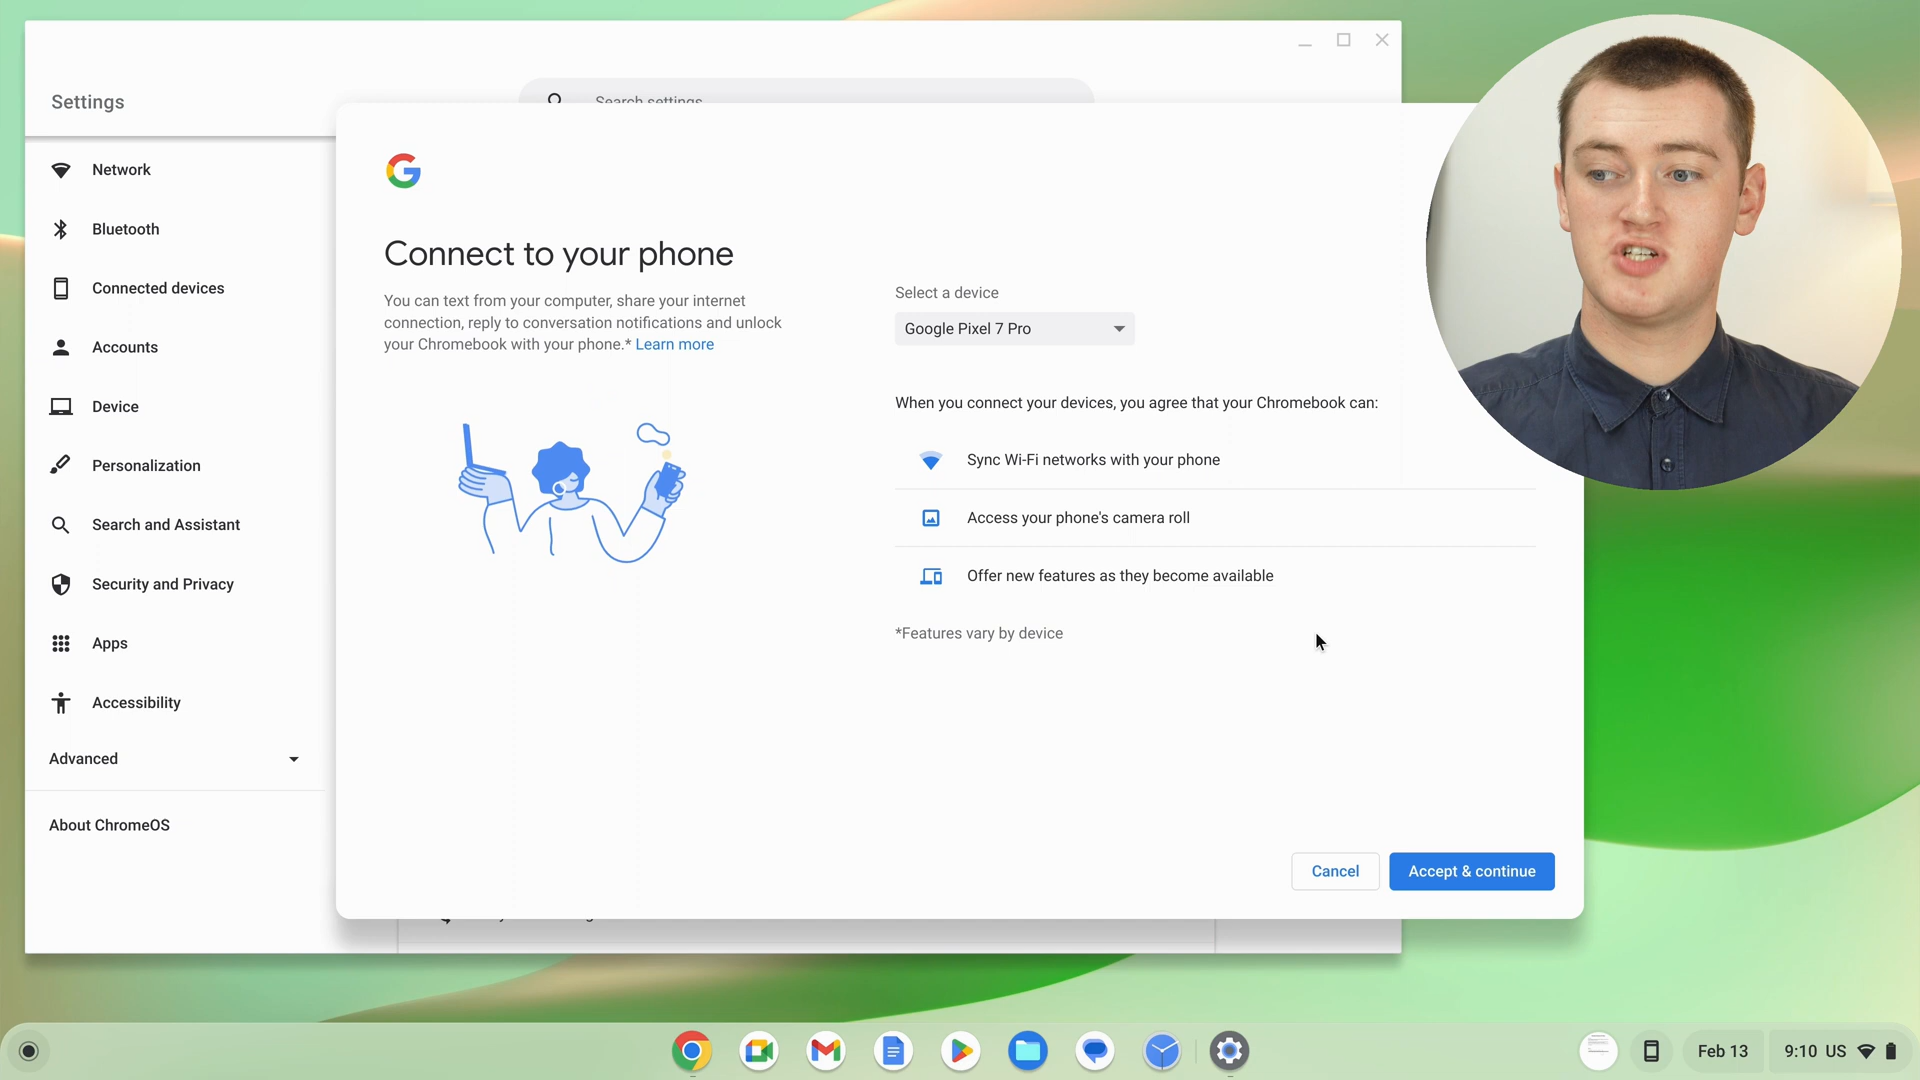 Settings
Search settings
Network
Bluetooth
Connected devices
Accounts
Device
Personalization
Search and Assistant
Security and Privacy
Apps
Accessibility
Advanced
About ChromeOS
Connect to your phone
You can text from your computer, share your internet
connection, reply to conversation notifications and unlock
your Chromebook with your phone.* Learn more
Select a device
Google Pixel 7 Pro
When you connect your devices, you agree that your Chromebook can:
Sync Wi-Fi networks with your phone
Access your phone's camera roll
Offer new features as they become available
*Features vary by device
Cancel
Accept & continue
Feb 13
9:10 US